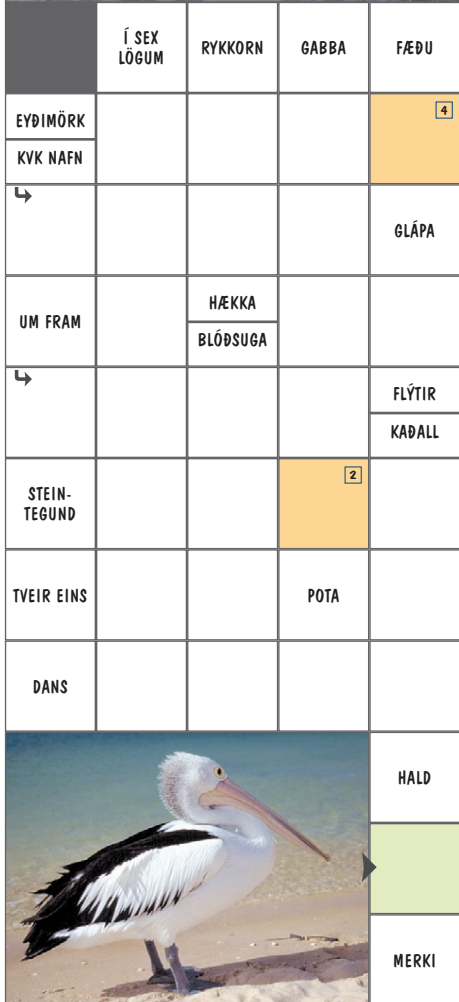 Í SEX
LÖGUM
RYKKORN
GABBA
FÆÐU
EYÐIMÖRK
4
KVK NAFN
GLÁPA
UM FRAM
HÆKKA
BLÓÐSUGA
FLÝTIR
KAÐALL
STEIN-
TEGUND
2
TVEIR EINS
POTA
DANS
HALD
MERKI